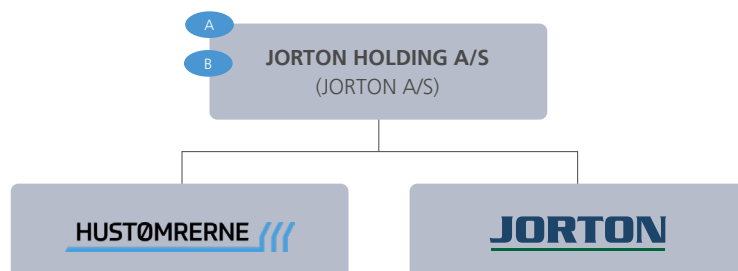 A
B
JORTON HOLDING A/S
(JORTON A/S)
HUSTØMRERNE
JORTON